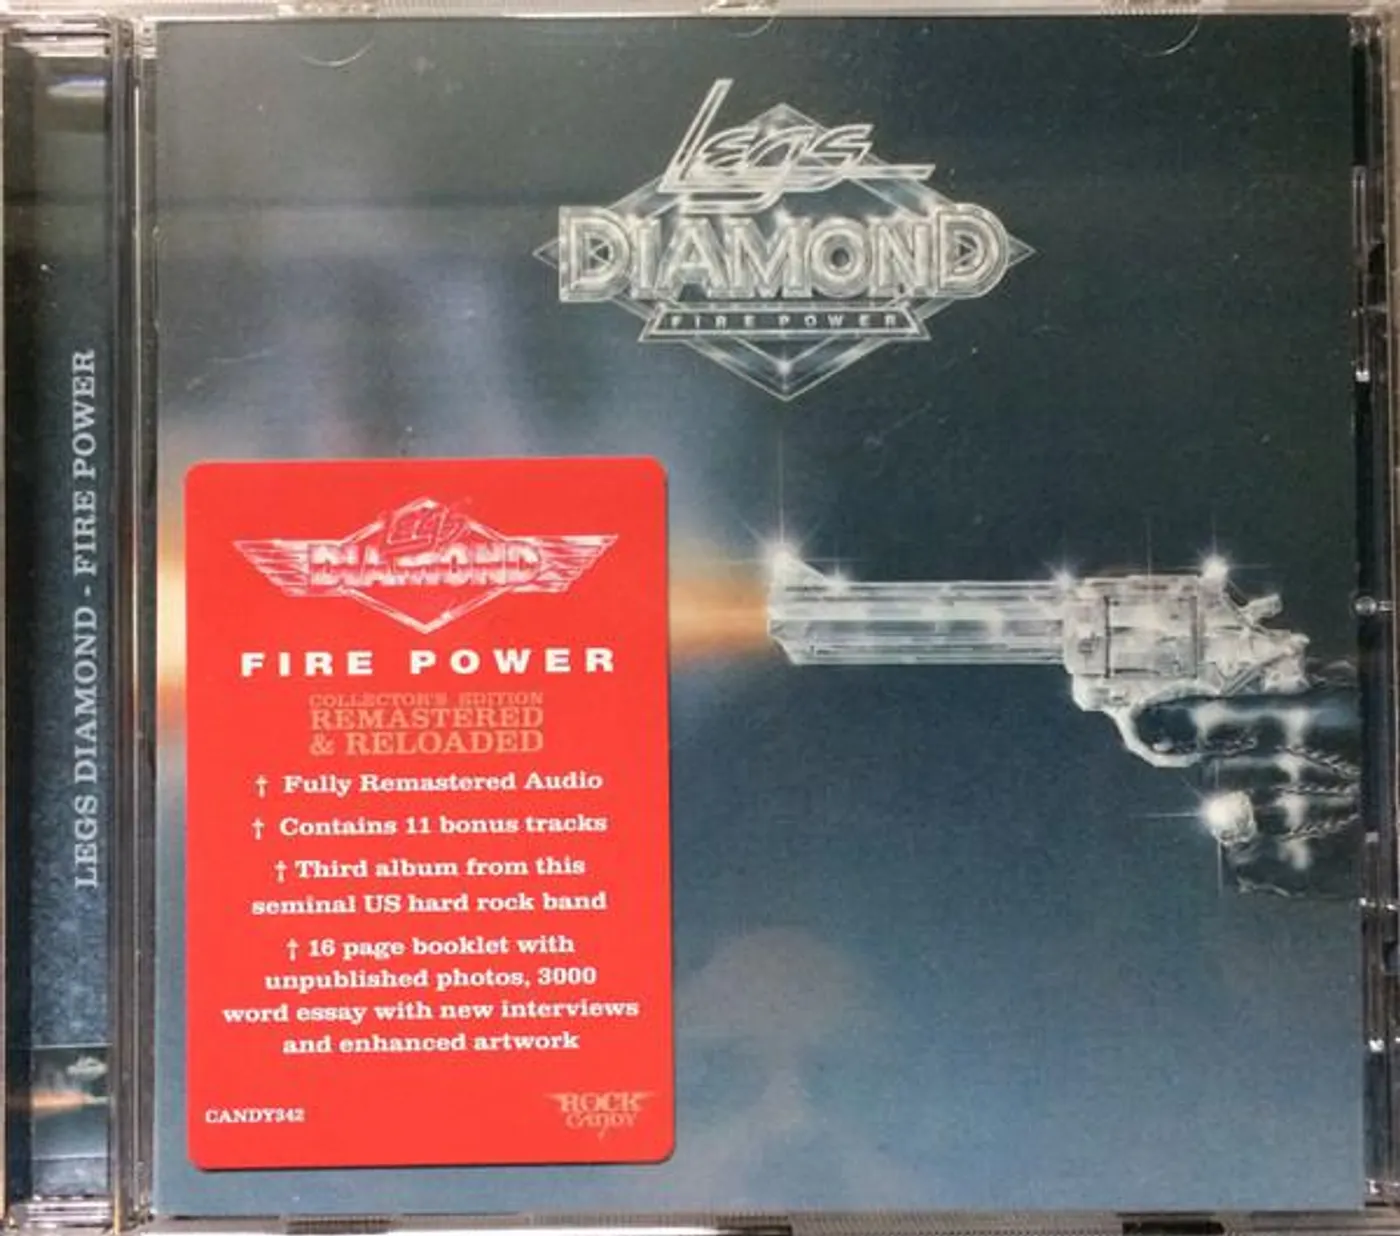 Legs
DIAMOND
FIRE POWER
LEGS DIAMOND - FIRE POWER
Legs
DIAMOND
FIRE POWER
COLLECTOR'S EDITION
REMASTERED
& RELOADED
† Fully Remastered Audio
† Contains 11 bonus tracks
† Third album from this
seminal US hard rock band
† 16 page booklet with
unpublished photos, 3000
word essay with new interviews
and enhanced artwork
CANDY342
ROCK
CANDY